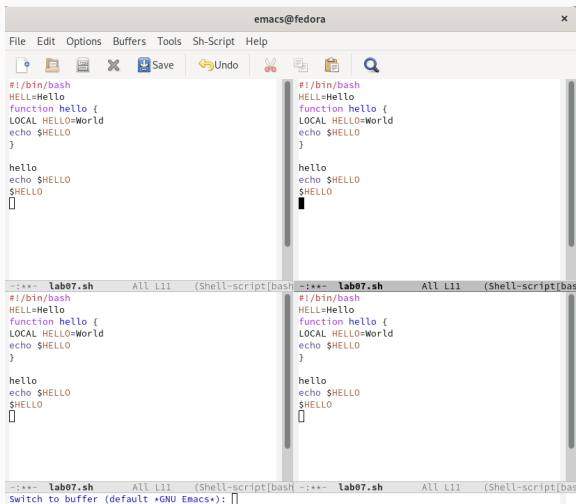 emacs@fedora ×
File Edit Options Buffers Tools Sh-Script Help
Save Undo
#!/bin/bash
HELL=Hello
function hello {
LOCAL HELLO=World
echo $HELLO
}
hello
echo $HELLO
$HELLO
-:**- lab07.sh All L11 (Shell-script[bash
#!/bin/bash
HELL=Hello
function hello {
LOCAL HELLO=World
echo $HELLO
}
hello
echo $HELLO
$HELLO
-:**- lab07.sh All L11 (Shell-script[bas
#!/bin/bash
HELL=Hello
function hello {
LOCAL HELLO=World
echo $HELLO
}
hello
echo $HELLO
$HELLO
-:**- lab07.sh All L11 (Shell-script[bash
#!/bin/bash
HELL=Hello
function hello {
LOCAL HELLO=World
echo $HELLO
}
hello
echo $HELLO
$HELLO
-:**- lab07.sh All L11 (Shell-script[bas
Switch to buffer (default *GNU Emacs*):